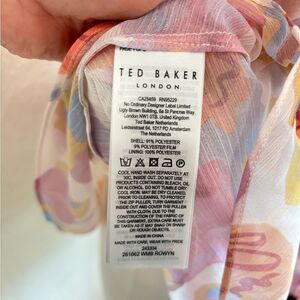 TED BAKER
LONDON
CA25459 RN95229
No Ordinary Designer Label Limited
Ugly Brown Building, 6a St Pancras Way
London NW1 0TB, United Kingdom
Ted Baker The Netherlands
Leidsestraat 64, 1017 PD Amsterdam
The Netherlands
SHELL: 91% POLYESTER
9% POLYESTER FILM
LINING: 100% POLYESTER
COOL HAND WASH SEPARATELY AT
30C, INSIDE OUT. DO NOT USE
PRODUCTS CONTAINING BLEACH, OIL
OR ALCOHOL. DO NOT TUMBLE DRY.
COOL IRON. MAY BE DRY CLEANED.
PRIOR TO CLEANING, TO PROTECT
THE ZIP PULLER, TURN GARMENT
INSIDE OUT AND COVER THE PULLER
WITH CLOTH. DUE TO THE
CONSTRUCTION OF THE FABRIC OF
THIS GARMENT, EXTRA CARE MUST
BE TAKEN AS IT MAY SNAG ON SHARP
OR ROUGH OBJECTS.
MADE IN CHINA
MADE WITH CARE, WEAR WITH PRIDE
243334
261662 WMB ROWYN